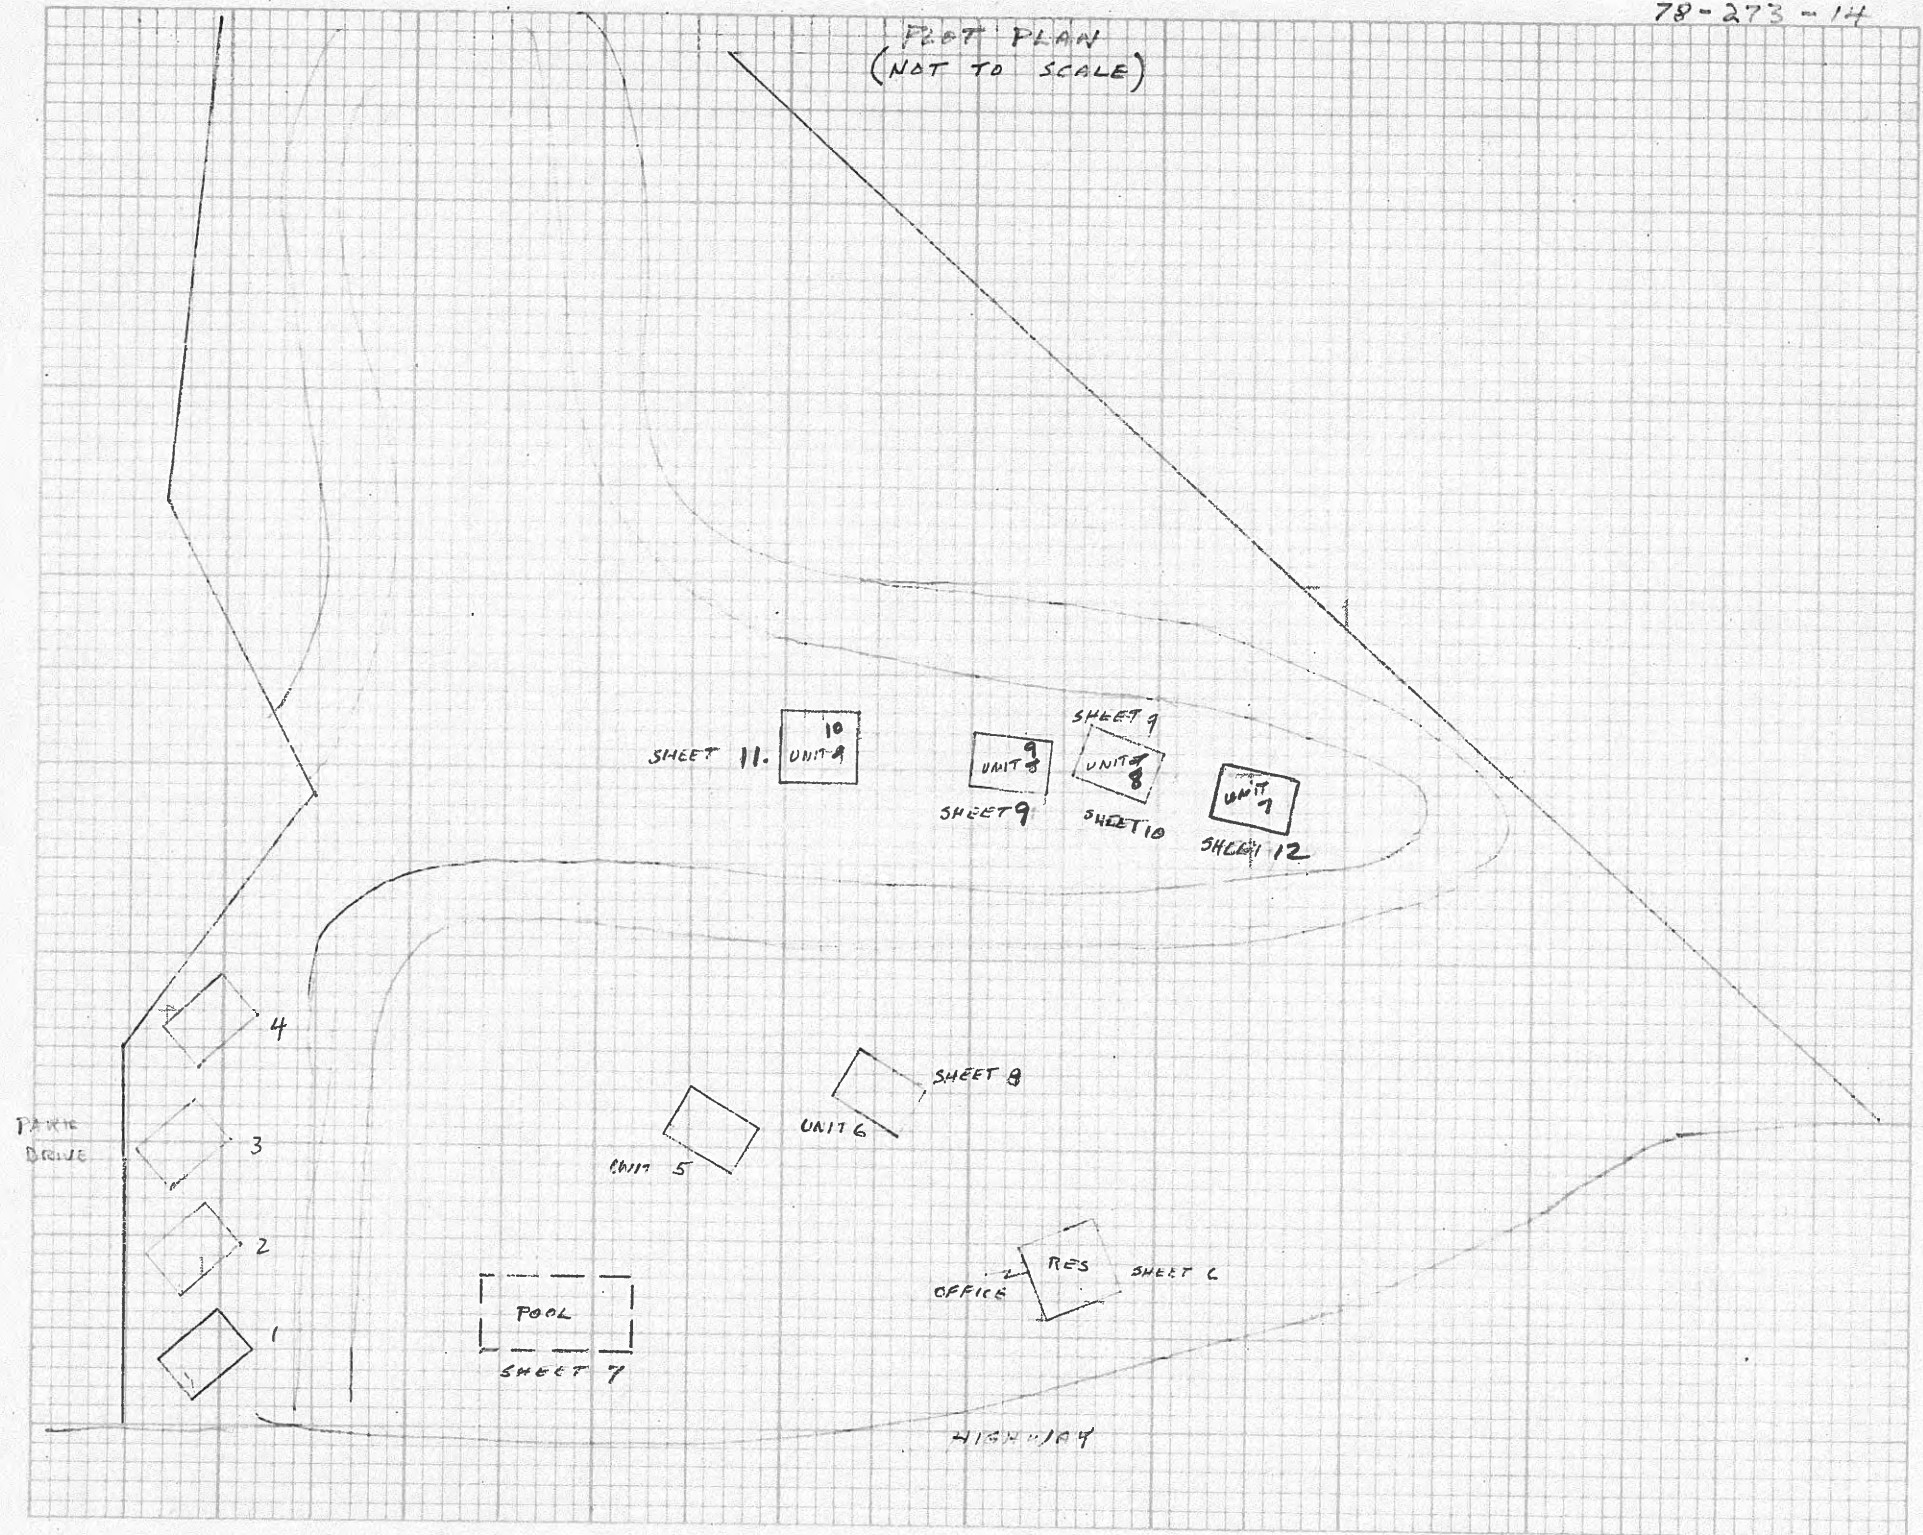 78-273-14
PLOT PLAN
(NOT TO SCALE)
SHEET 9
10
UNIT 9
SHEET 11.
9
UNIT 8
UNIT 7
8
UNIT
7
SHEET 9
SHEET 10
SHEET 12
4
SHEET 8
UNIT 6
PARK
DRIVE
3
UNIT 5
2
RES
SHEET 6
OFFICE
POOL
1
SHEET 7
HIGHWAY